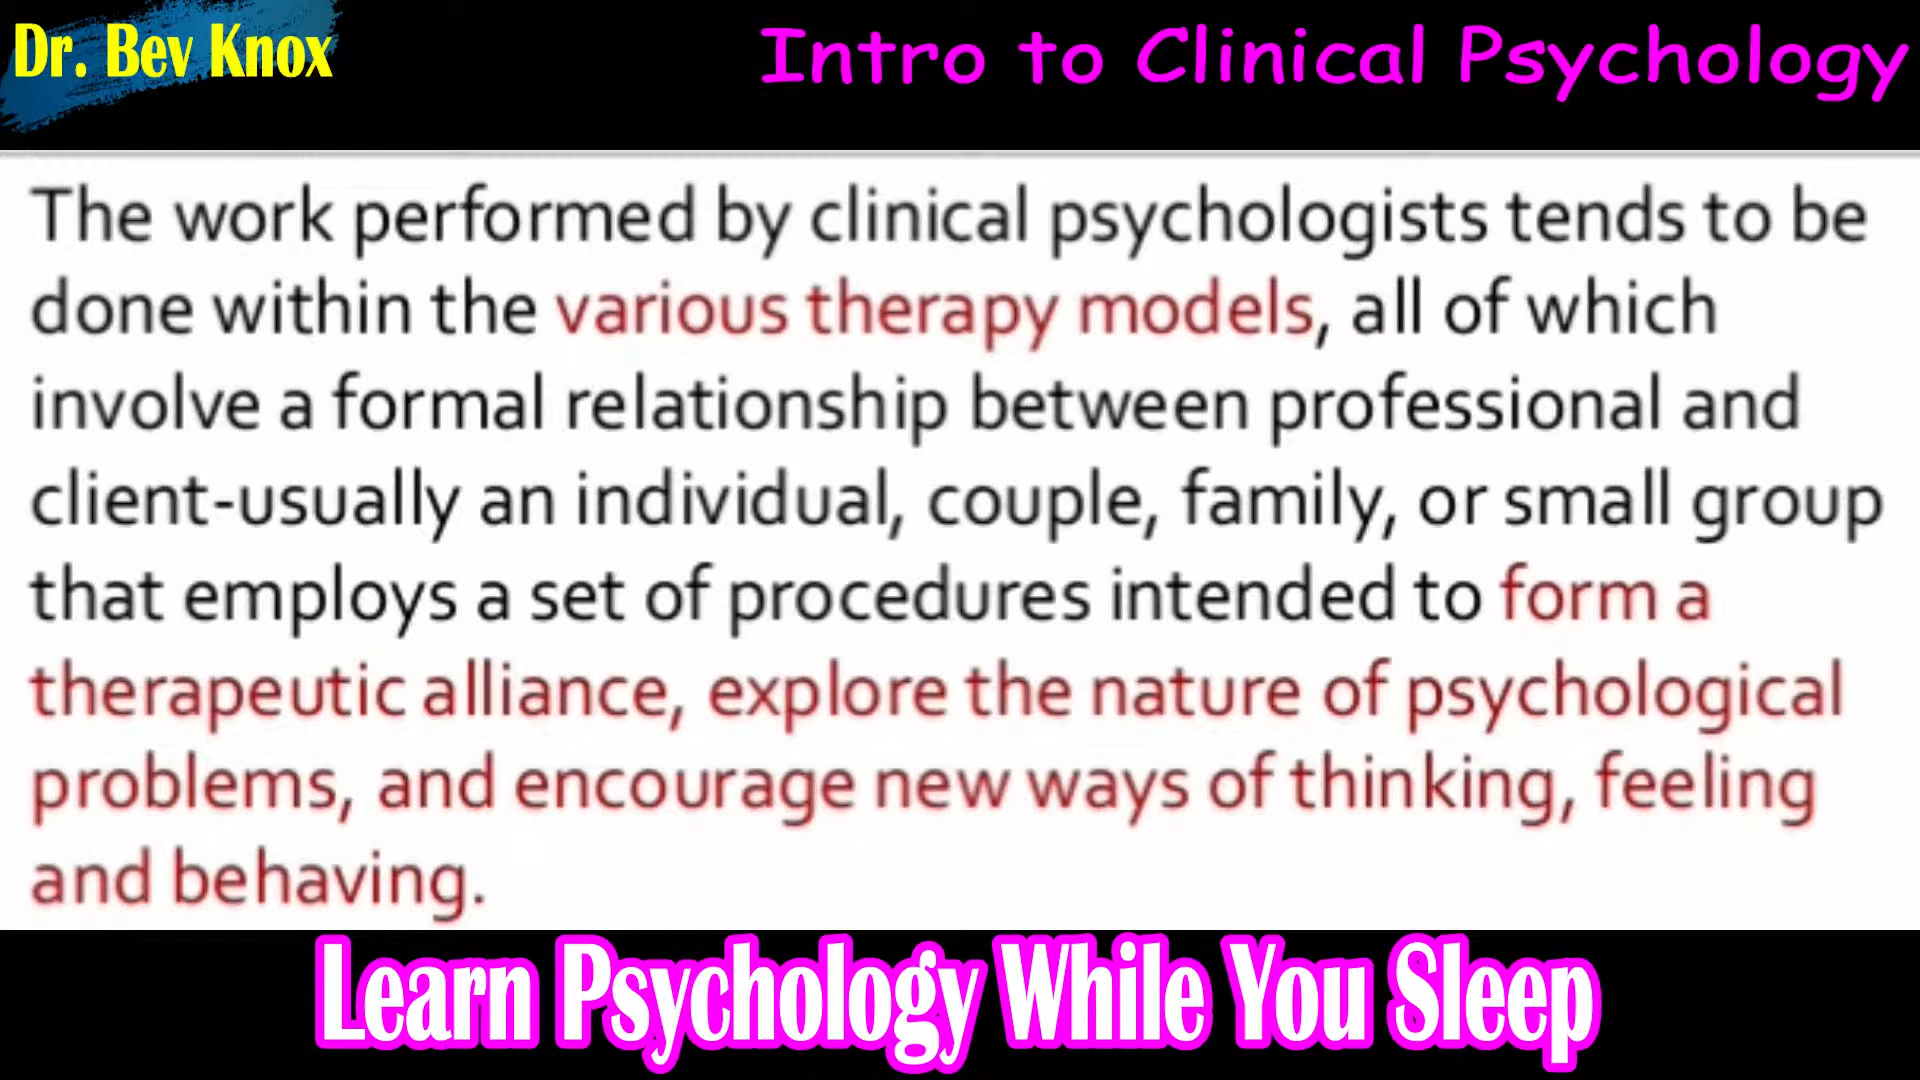 Dr. Bev Knox
Intro to Clinical Psychology
The work performed by clinical psychologists tends to be
done within the various therapy models, all of which
involve a formal relationship between professional and
client-usually an individual, couple, family, or small group
that employs a set of procedures intended to form a
therapeutic alliance, explore the nature of psychological
problems, and encourage new ways of thinking, feeling
and behaving.
Learn Psychology While You Sleep